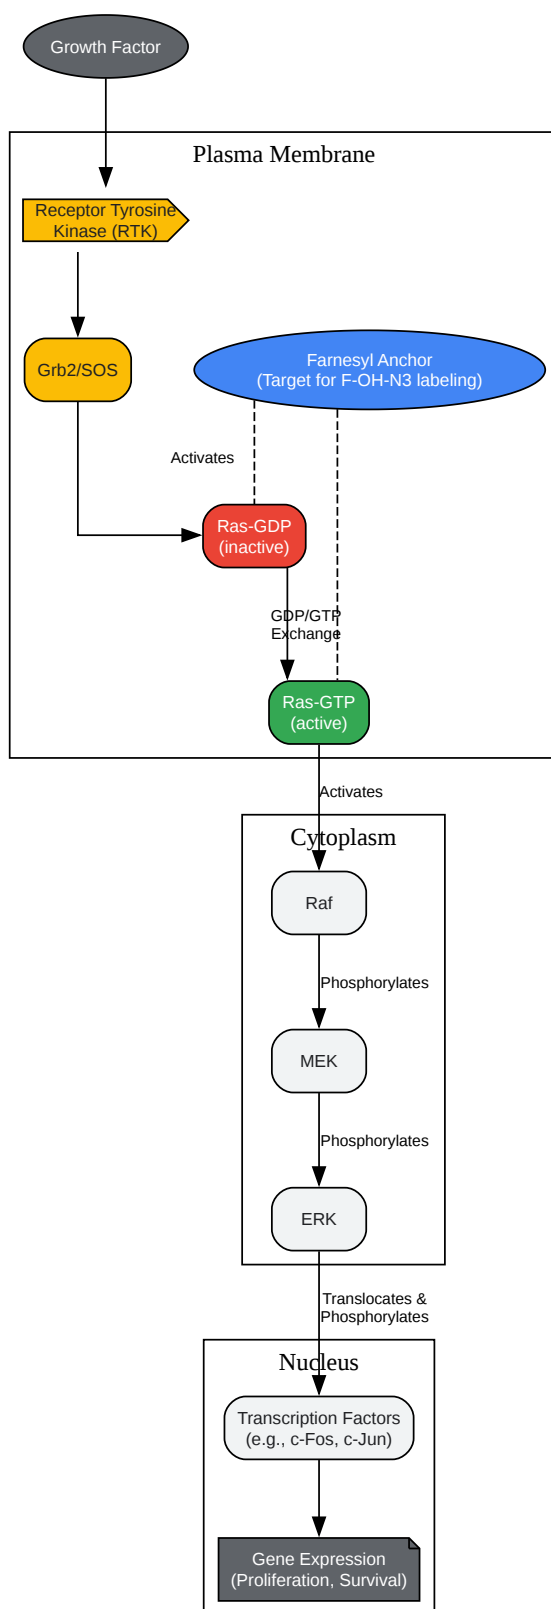 Growth Factor
Plasma Membrane
Receptor Tyrosine
Kinase (RTK)
Grb2/SOS
Farnesyl Anchor
(Target for F-OH-N3 labeling)
Activates
Ras-GDP
(inactive)
GDP/GTP
Exchange
Ras-GTP
(active)
Activates
Cytoplasm
Raf
Phosphorylates
MEK
Phosphorylates
ERK
Translocates &
Phosphorylates
Nucleus
Transcription Factors
(e.g., c-Fos, c-Jun)
Gene Expression
(Proliferation, Survival)